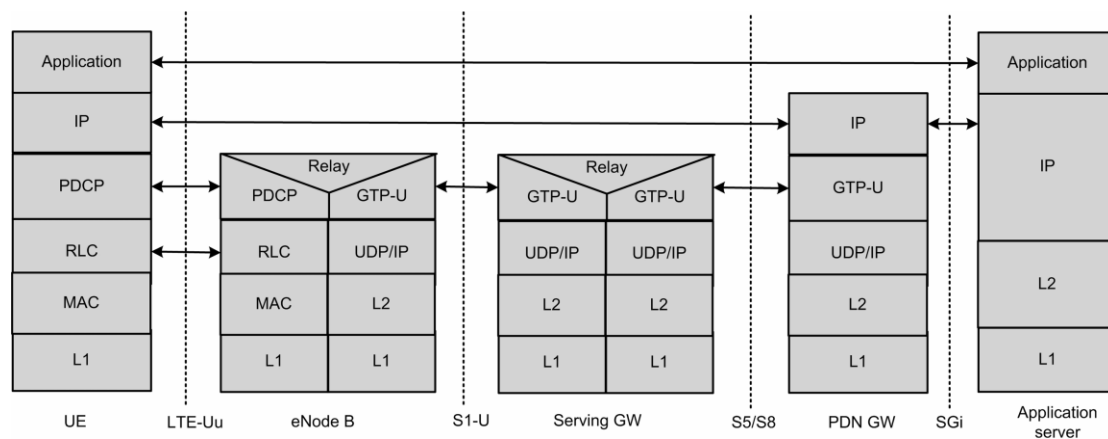 Application
IP
PDCP
RLC
MAC
L1
UE
LTE-Uu
Relay
PDCP GTP-U
RLC UDP/IP
MAC L2
L1 L1
eNode B
S1-U
Relay
GTP-U GTP-U
UDP/IP UDP/IP
L2 L2
L1 L1
Serving GW
S5/S8
IP
GTP-U
UDP/IP
L2
L1
PDN GW
SGi
Application
IP
L2
L1
Application
server